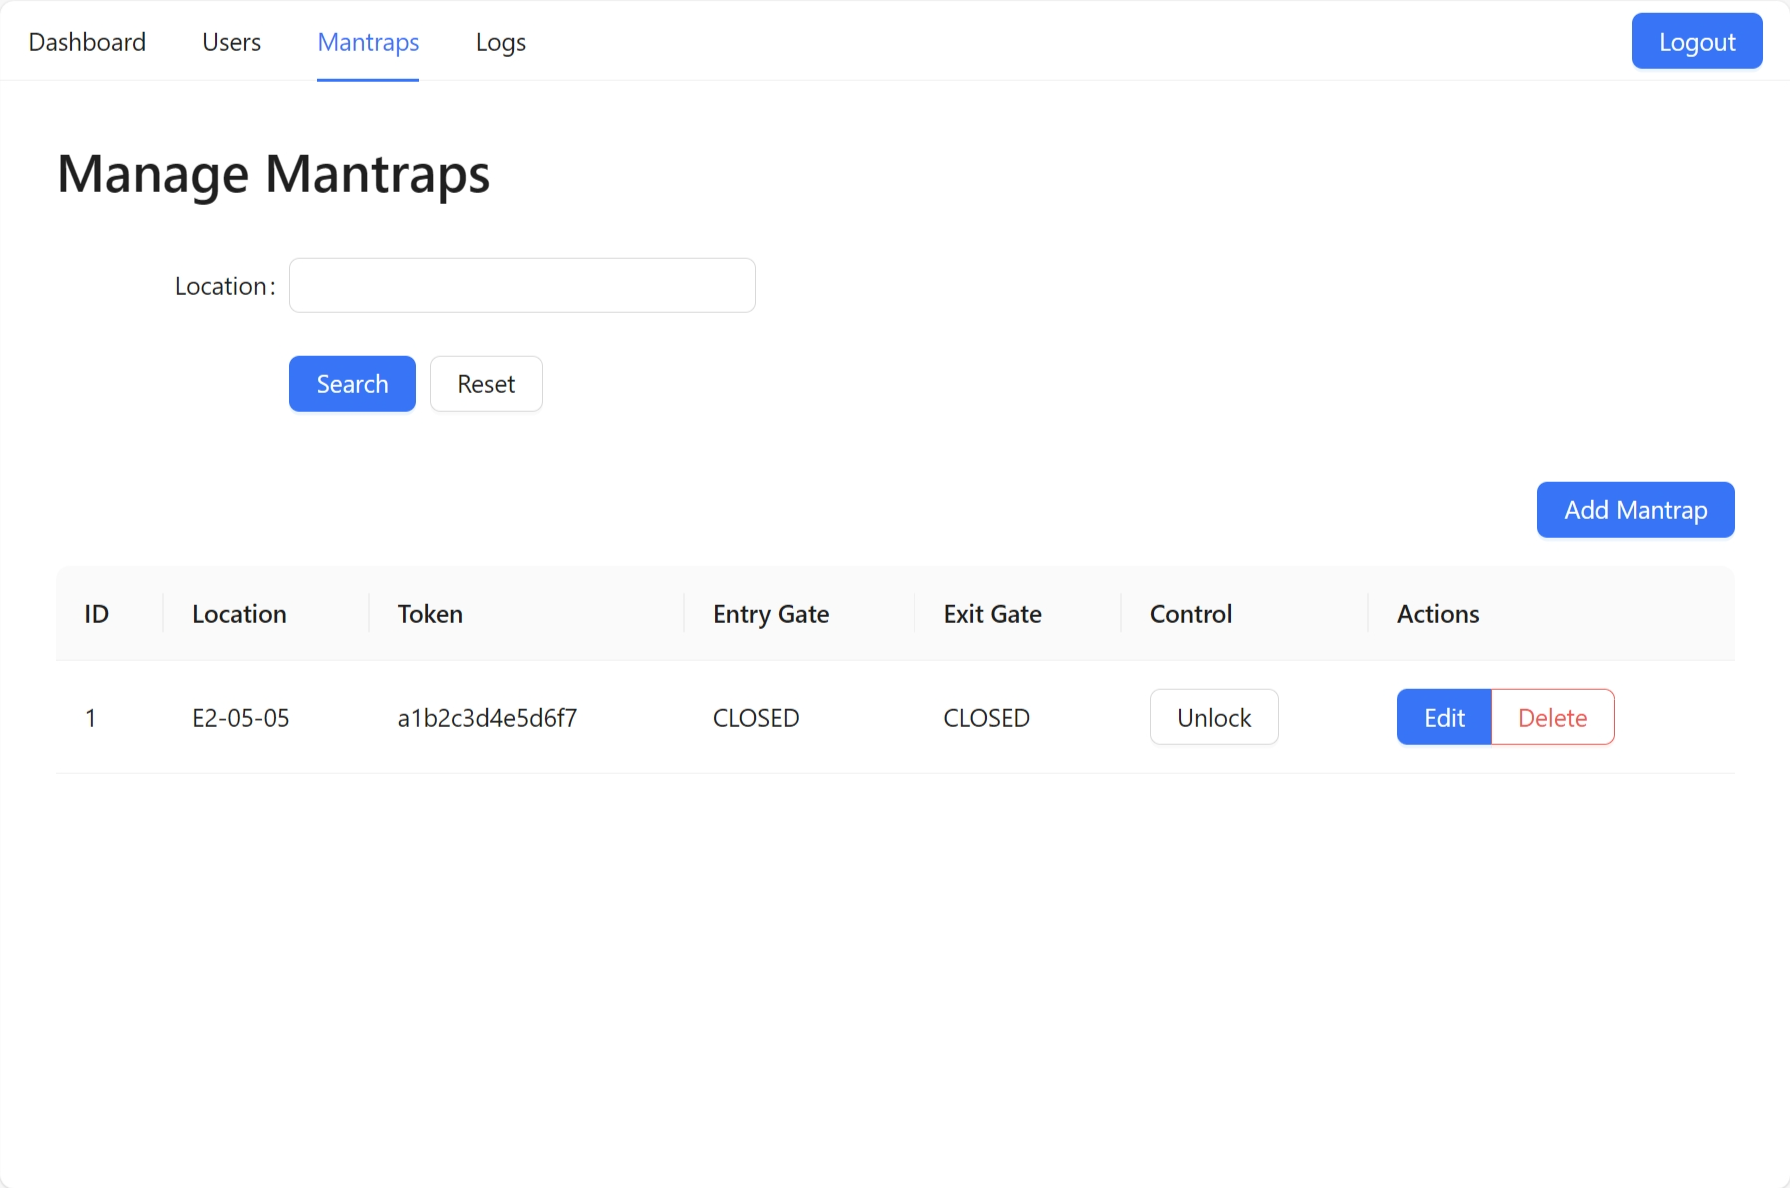 Dashboard Users Mantraps Logs Logout
Manage Mantraps
Location:
Search Reset
Add Mantrap
ID Location Token Entry Gate Exit Gate Control Actions
1 E2-05-05 a1b2c3d4e5d6f7 CLOSED CLOSED Unlock Edit Delete